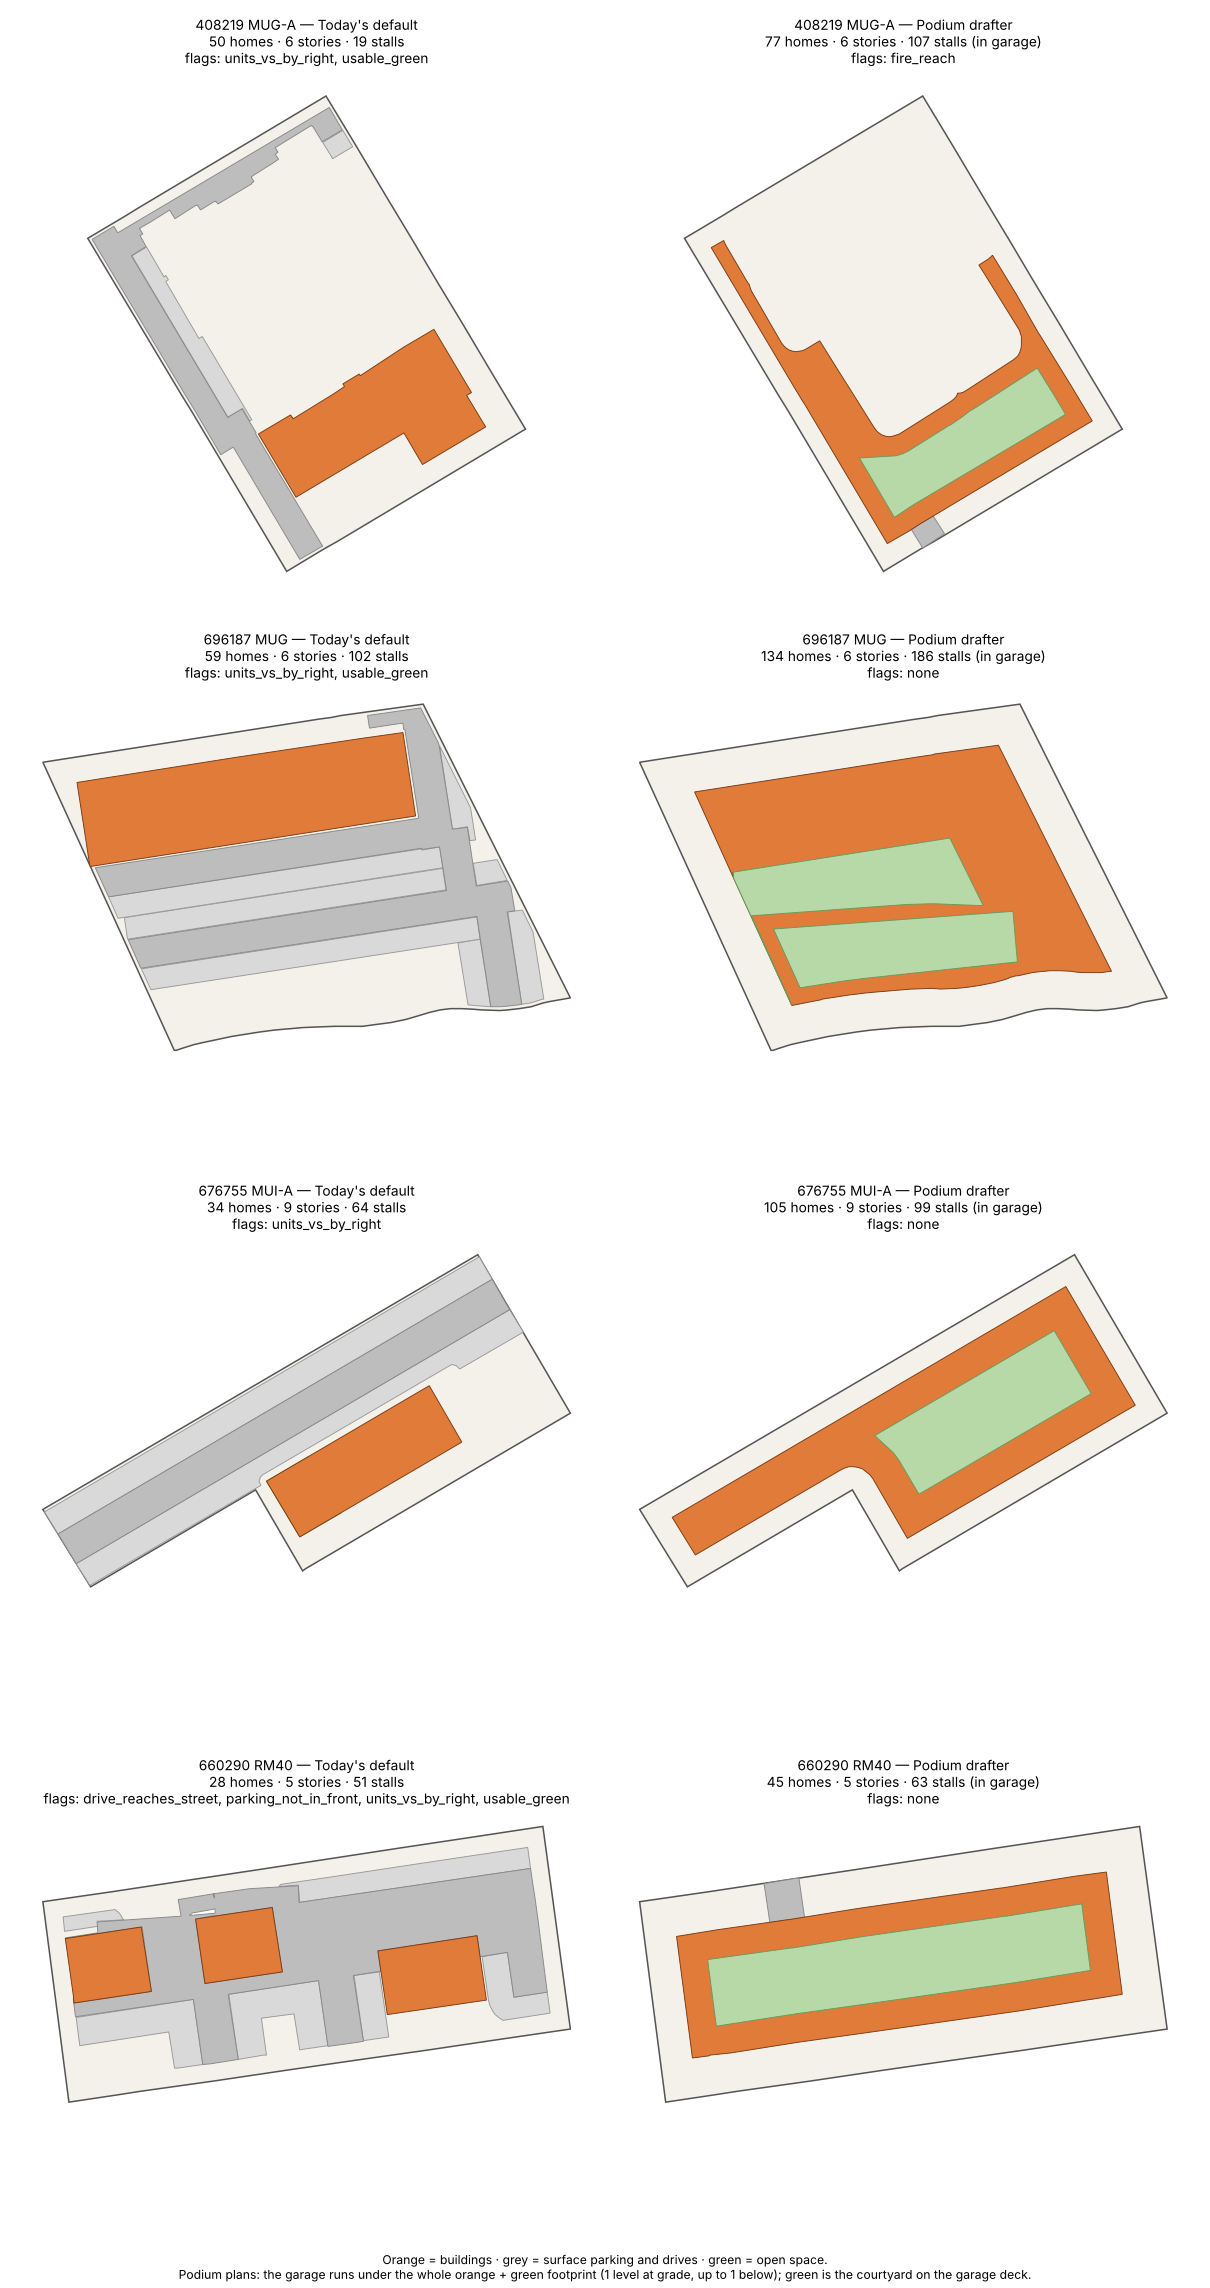 408219 MUG-A — Today's default
50 homes · 6 stories · 19 stalls
flags: units_vs_by_right, usable_green
408219 MUG-A — Podium drafter
77 homes · 6 stories · 107 stalls (in garage)
flags: fire_reach
696187 MUG — Today's default
59 homes · 6 stories · 102 stalls
flags: units_vs_by_right, usable_green
696187 MUG — Podium drafter
134 homes · 6 stories · 186 stalls (in garage)
flags: none
676755 MUI-A — Today's default
34 homes · 9 stories · 64 stalls
flags: units_vs_by_right
676755 MUI-A — Podium drafter
105 homes · 9 stories · 99 stalls (in garage)
flags: none
660290 RM40 — Today's default
28 homes · 5 stories · 51 stalls
flags: drive_reaches_street, parking_not_in_front, units_vs_by_right, usable_green
660290 RM40 — Podium drafter
45 homes · 5 stories · 63 stalls (in garage)
flags: none
Orange = buildings · grey = surface parking and drives · green = open space.
Podium plans: the garage runs under the whole orange + green footprint (1 level at grade, up to 1 below); green is the courtyard on the garage deck.